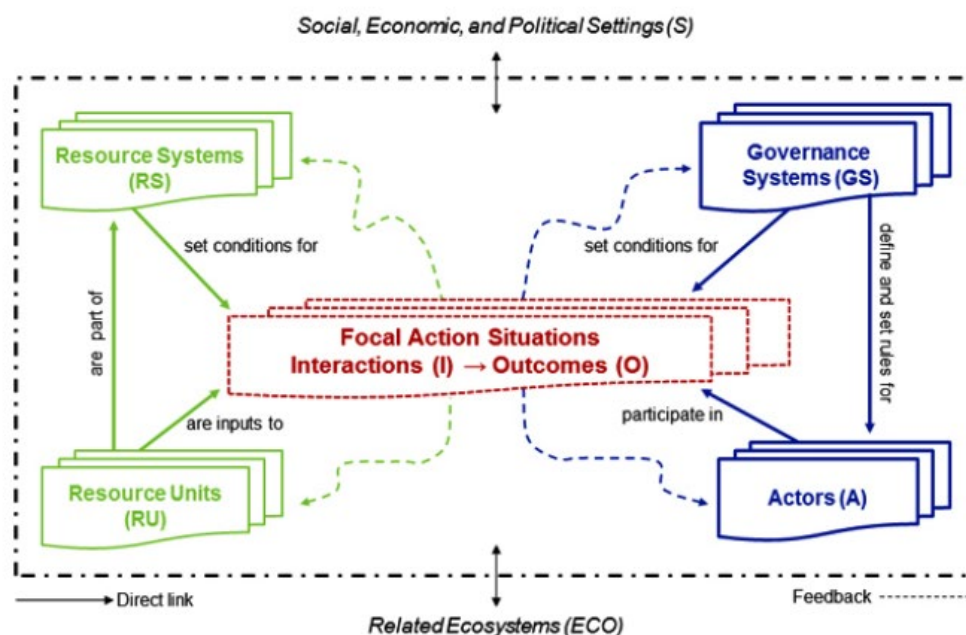 Social, Economic, and Political Settings (S)
Resource Systems
(RS)
Governance
Systems (GS)
set conditions for
set conditions for
are part of
define and set rules for
Focal Action Situations
Interactions (I) → Outcomes (O)
are inputs to
participate in
Resource Units
(RU)
Actors (A)
Direct link
Feedback
Related Ecosystems (ECO)